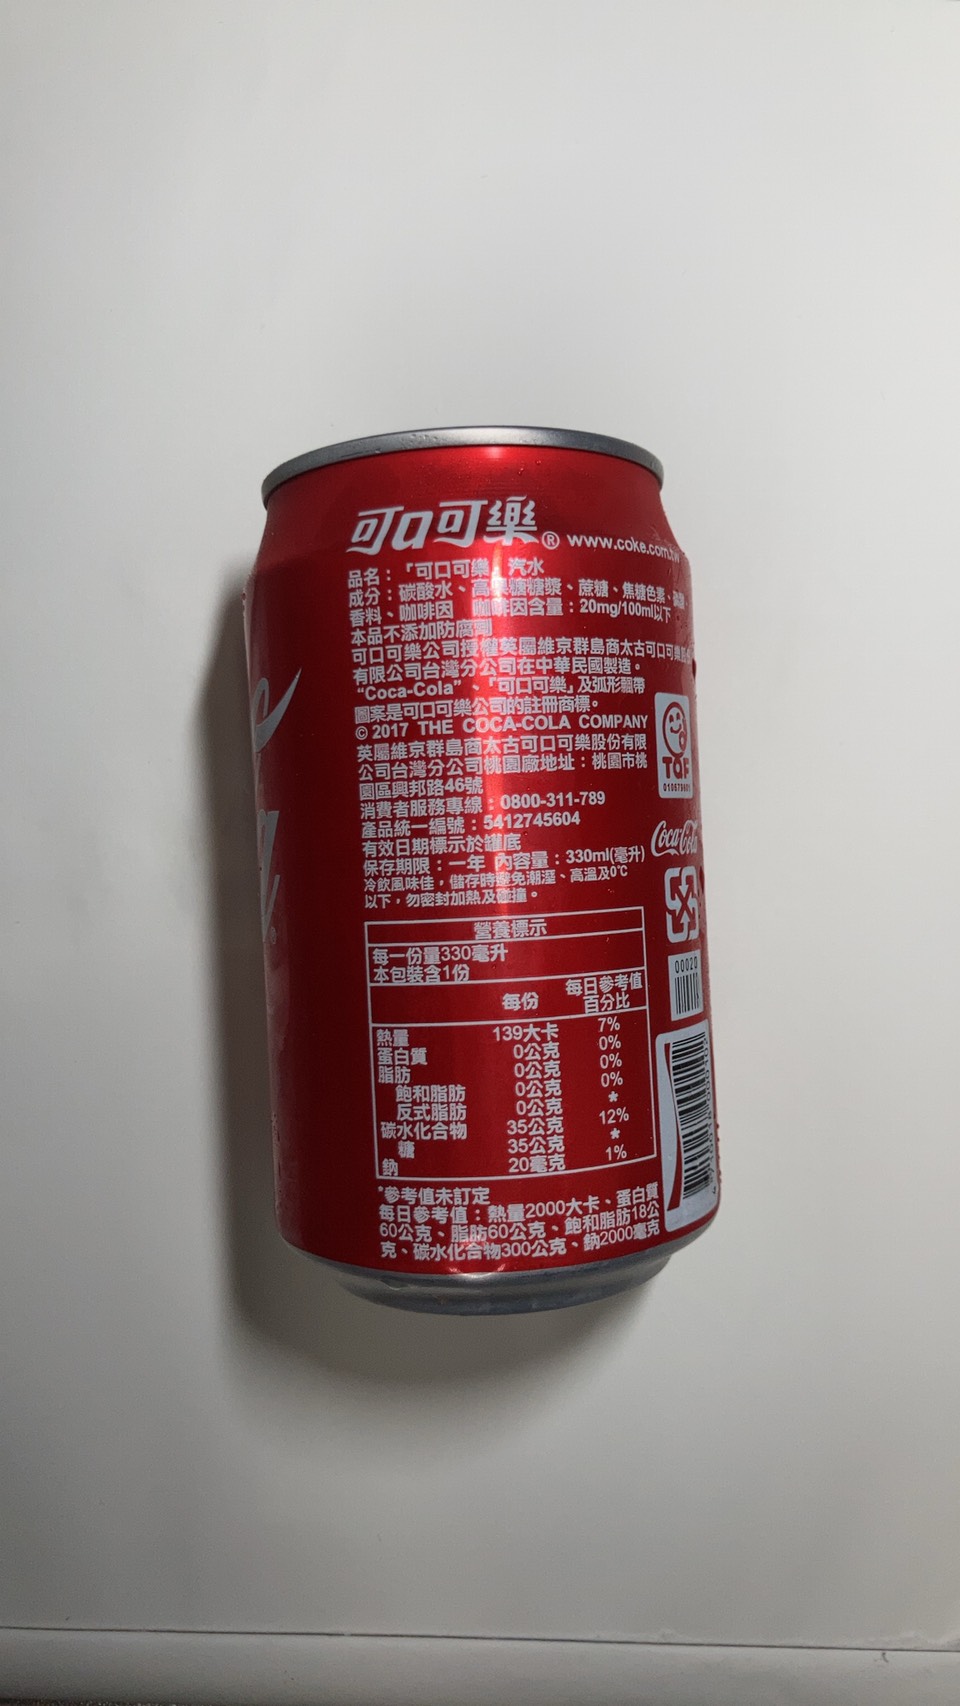 可口可樂® www.coke.com.tw
品名：「可口可樂」汽水
成分：碳酸水、高果糖糖漿、蔗糖、焦糖色素、
香料、咖啡因 咖啡因含量：20mg/100ml以下
本品不添加防腐劑
可口可樂公司授權英屬維京群島商太古可口可樂
有限公司台灣分公司在中華民國製造。
“Coca-Cola”、「可口可樂」及弧形飄帶
圖案是可口可樂公司的註冊商標。
© 2017 THE COCA-COLA COMPANY
英屬維京群島商太古可口可樂股份有限
公司台灣分公司桃園廠地址：桃園市桃
園區興邦路46號
消費者服務專線：0800-311-789
產品統一編號：5412745604
有效日期標示於罐底
保存期限：一年 內容量：330ml(毫升)
冷飲風味佳，儲存時避免潮溼、高溫及0℃
以下，勿密封加熱及碰撞。
營養標示
每一份量330毫升
本包裝含1份
每份 每日參考值百分比
熱量 139大卡 7%
蛋白質 0公克 0%
脂肪 0公克 0%
飽和脂肪 0公克 0%
反式脂肪 0公克 *
碳水化合物 35公克 12%
糖 35公克 *
鈉 20毫克 1%
*參考值未訂定
每日參考值：熱量2000大卡、蛋白質
60公克、脂肪60公克、飽和脂肪18公
克、碳水化合物300公克、鈉2000毫克
TQF
Coca-Cola
00020